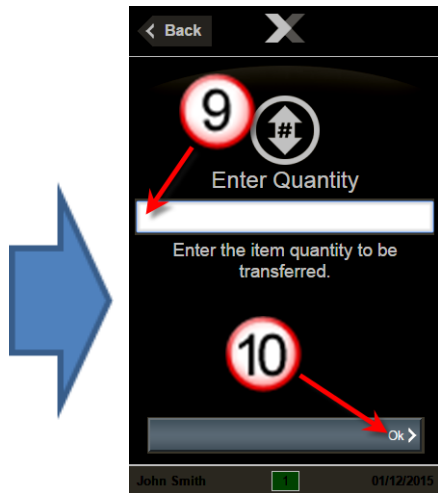 Back
9
#
Enter Quantity
Enter the item quantity to be
transferred.
10
Ok
John Smith 1 01/12/2015